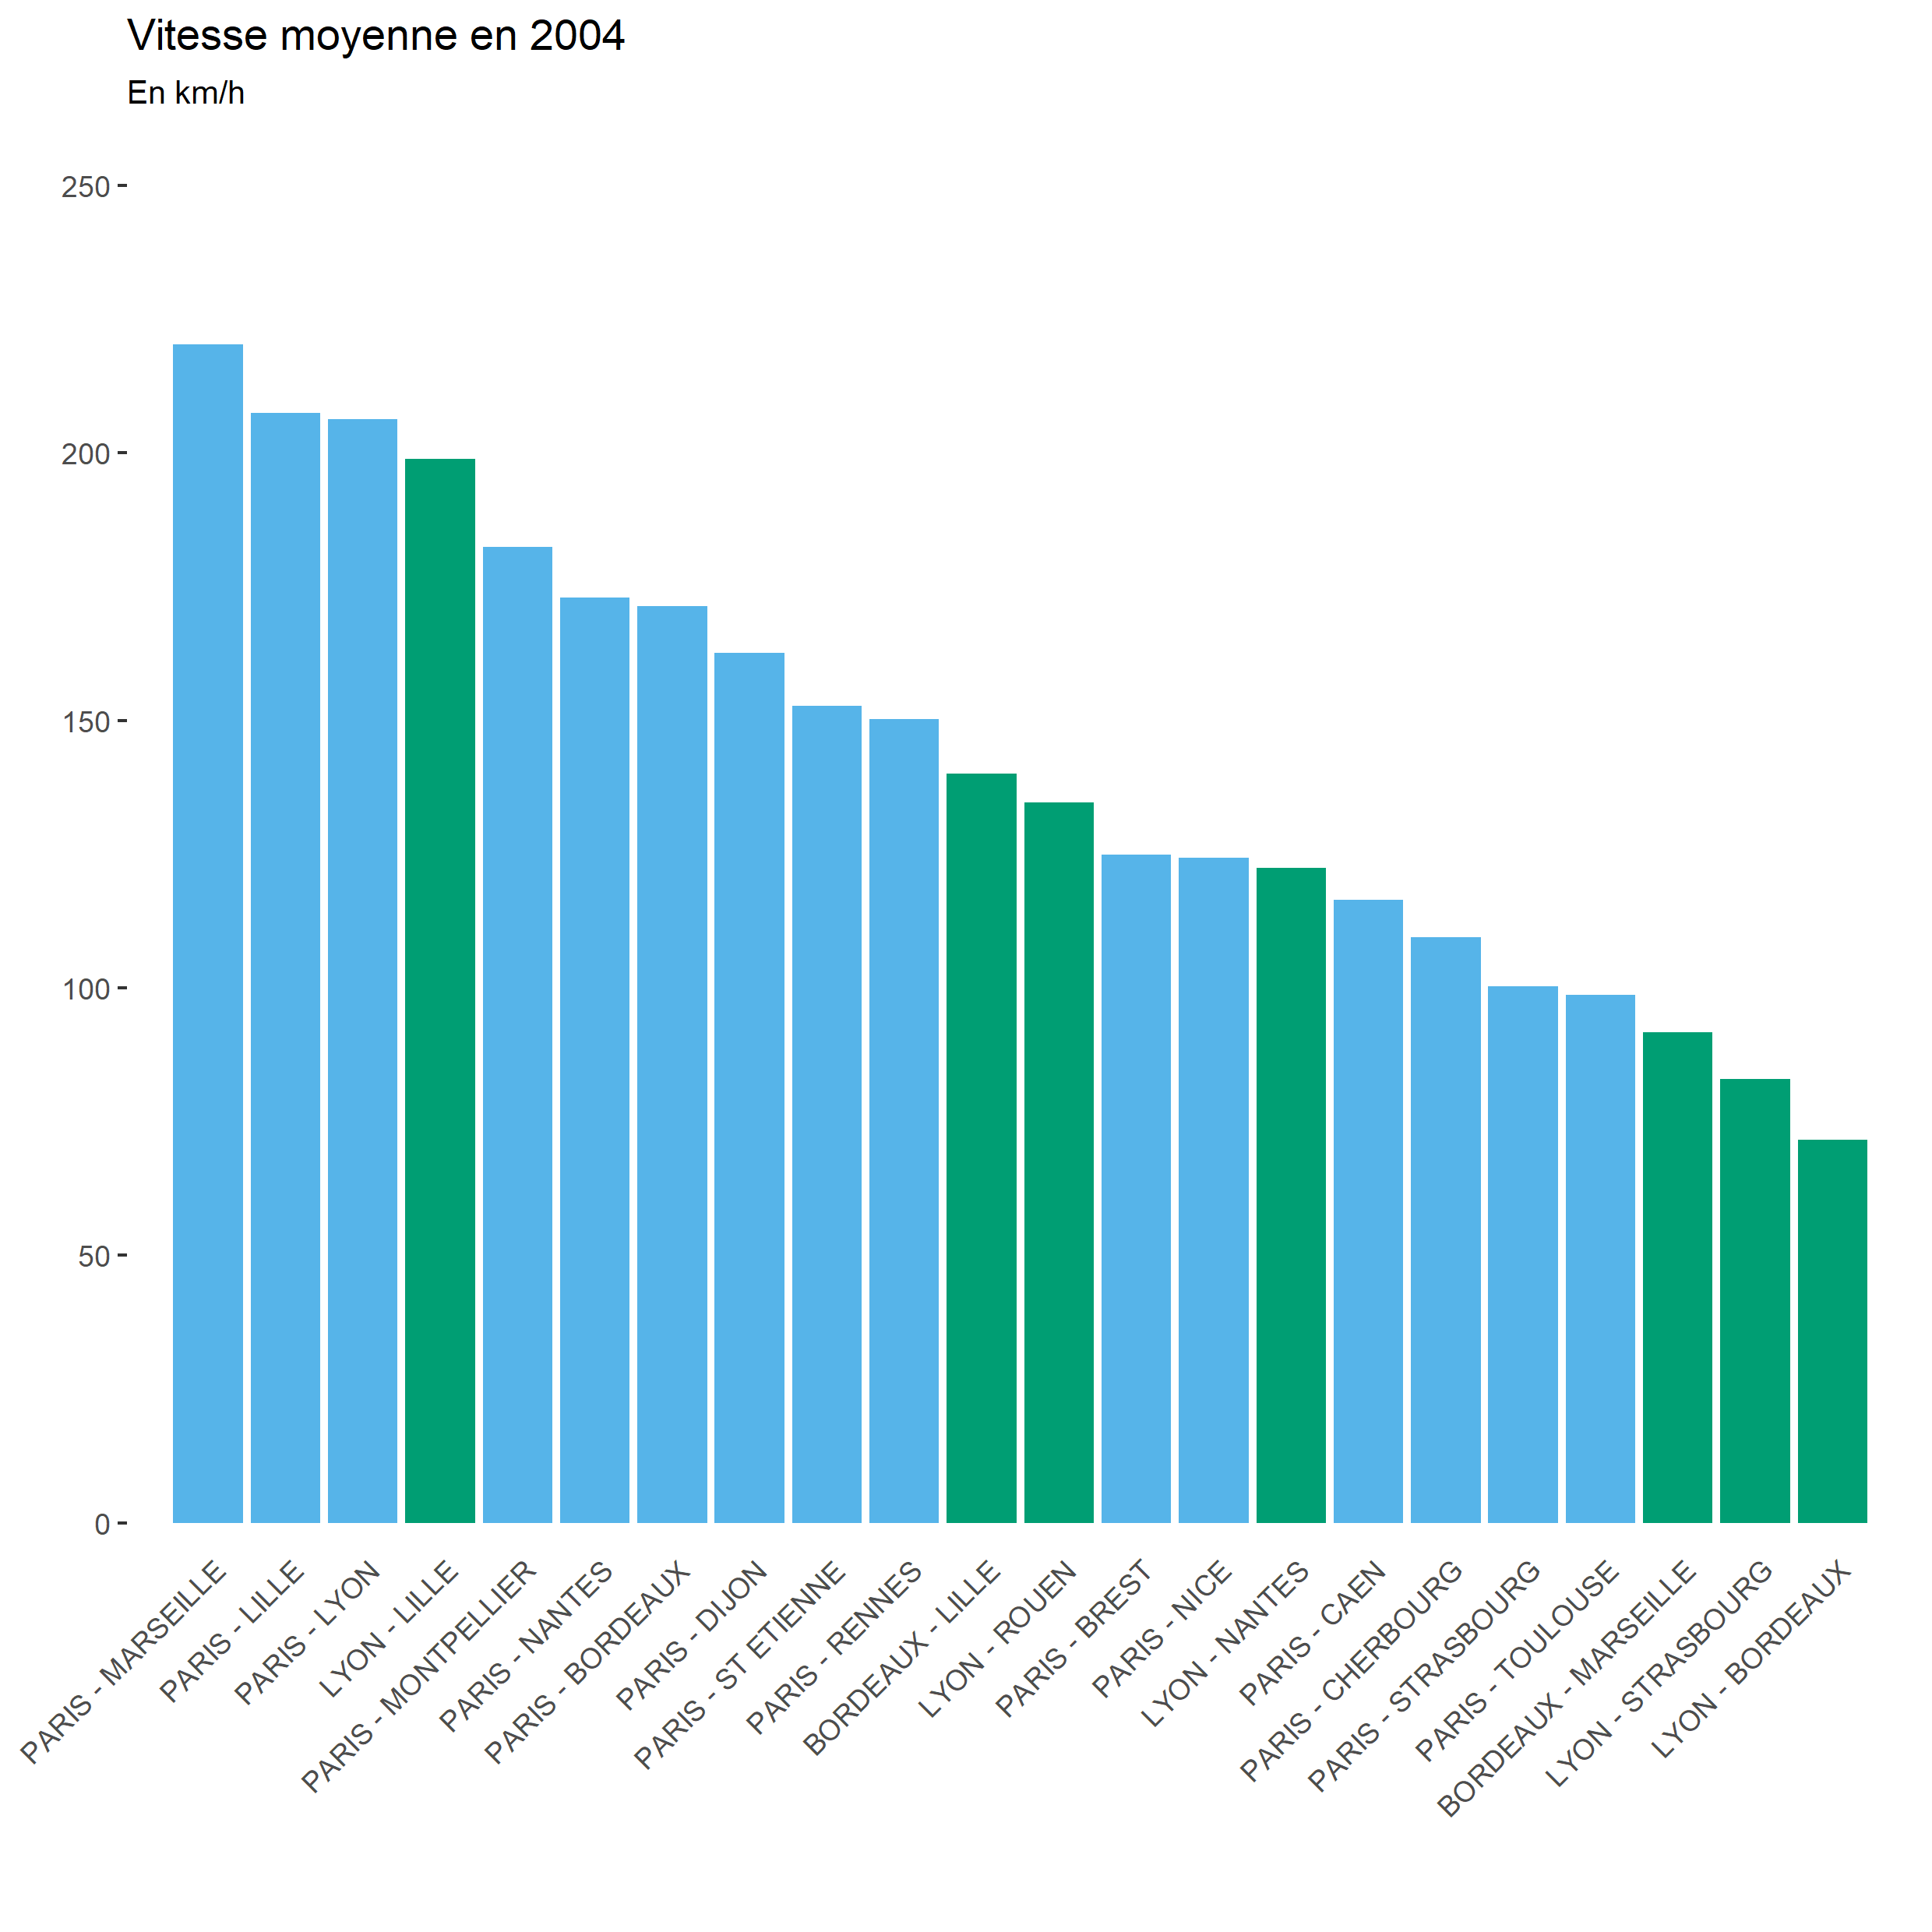 Vitesse moyenne en 2004
En km/h
250
200
150
100
50
0
PARIS - MARSEILLE
PARIS - LILLE
PARIS - LYON
LYON - LILLE
PARIS - MONTPELLIER
PARIS - NANTES
PARIS - BORDEAUX
PARIS - DIJON
PARIS - ST ETIENNE
PARIS - RENNES
BORDEAUX - LILLE
LYON - ROUEN
PARIS - BREST
PARIS - NICE
LYON - NANTES
PARIS - CAEN
PARIS - CHERBOURG
PARIS - STRASBOURG
PARIS - TOULOUSE
BORDEAUX - MARSEILLE
LYON - STRASBOURG
LYON - BORDEAUX